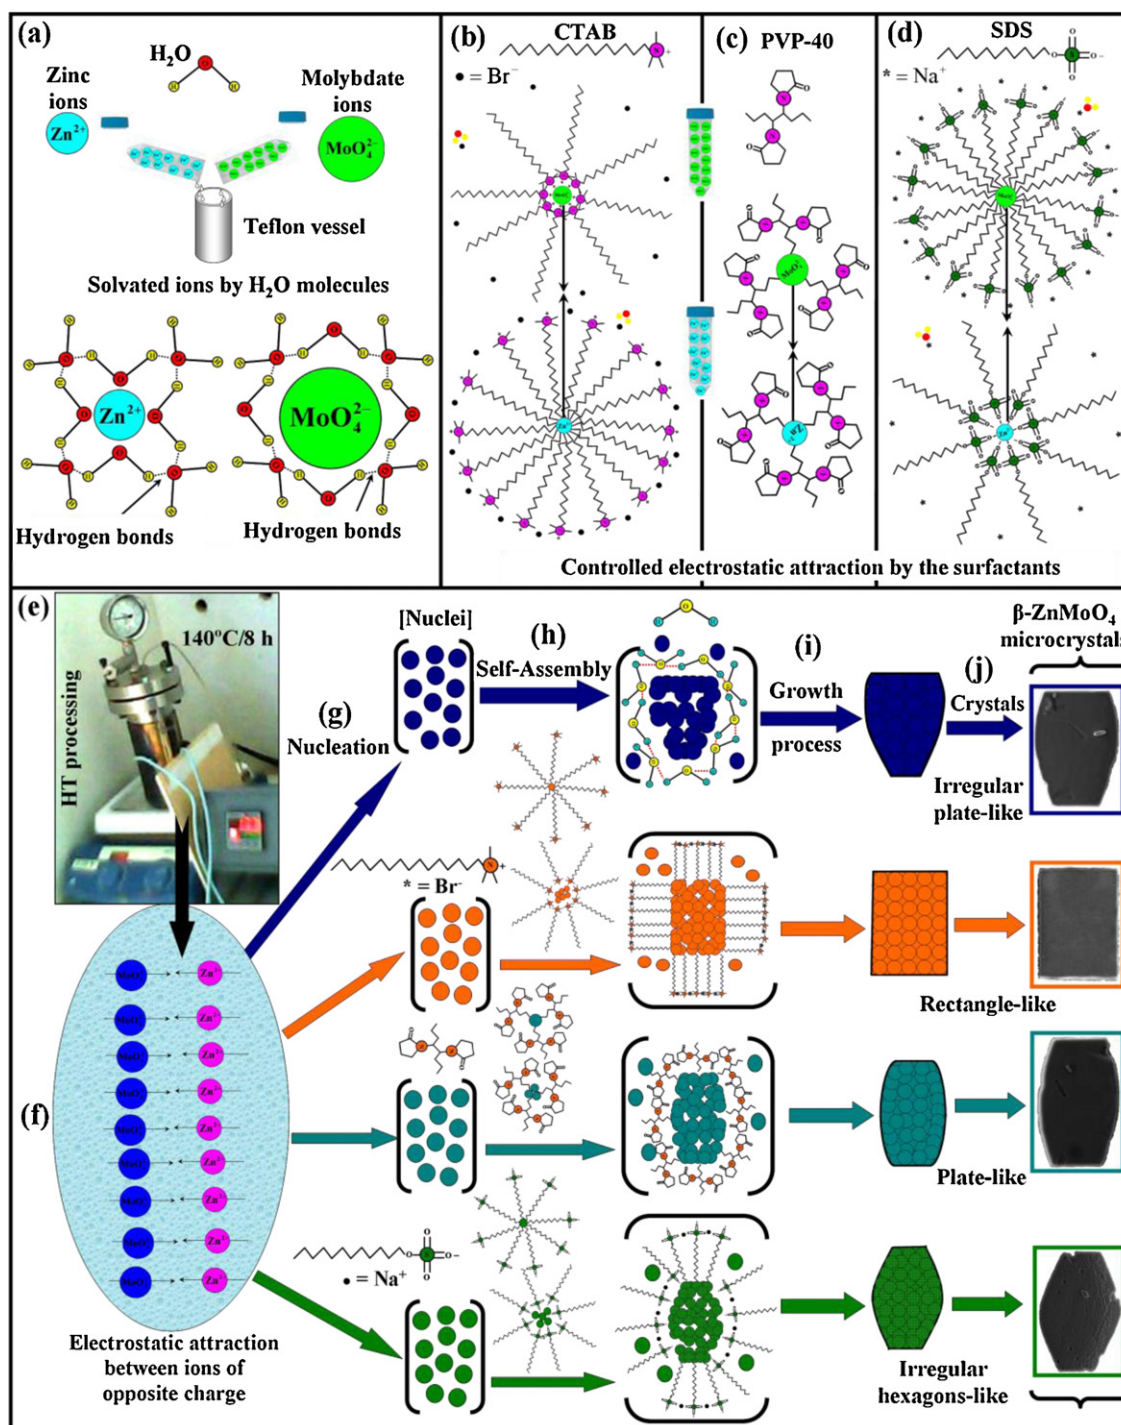 (a)
H₂O
Zinc
ions
Zn²⁺
Molybdate
ions
MoO₄²⁻
Teflon vessel
Solvated ions by H₂O molecules
Zn²⁺
MoO₄²⁻
Hydrogen bonds
Hydrogen bonds
(b)
CTAB
N
+
• = Br⁻
(c)
PVP-40
(d)
SDS
* = Na⁺
Controlled electrostatic attraction by the surfactants
(e)
HT processing
140°C/8 h
(f)
Electrostatic attraction
between ions of
opposite charge
(g)
Nucleation
[Nuclei]
(h)
Self-Assembly
(i)
Growth
process
(j)
Crystals
β-ZnMoO₄
microcrystals
Irregular
plate-like
* = Br⁻
Rectangle-like
Plate-like
• = Na⁺
Irregular
hexagons-like